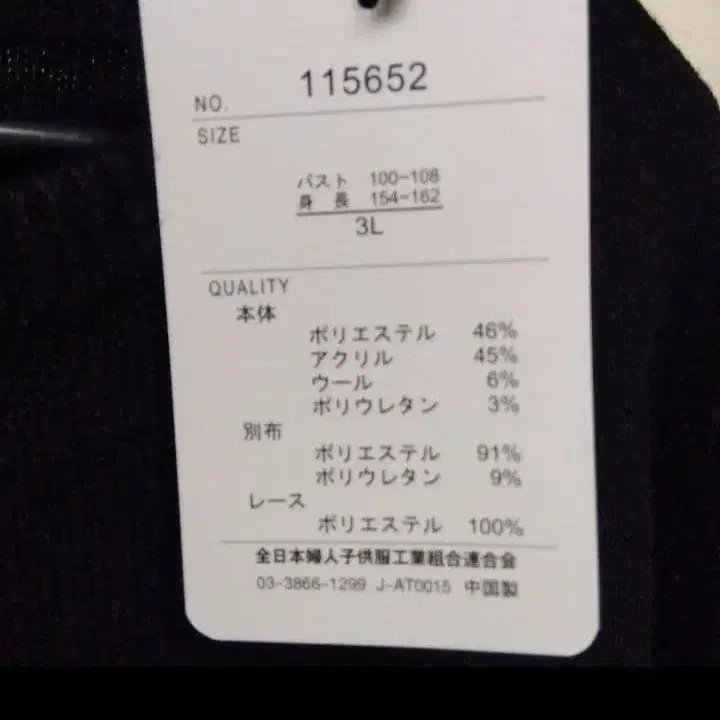 NO. 115652
SIZE
バスト 100-108
身長 154-162
3L
QUALITY
本体
ポリエステル 46%
アクリル 45%
ウール 6%
ポリウレタン 3%
別布
ポリエステル 91%
ポリウレタン 9%
レース
ポリエステル 100%
全日本婦人子供服工業組合連合会
03-3866-1299 J-AT0015 中国製